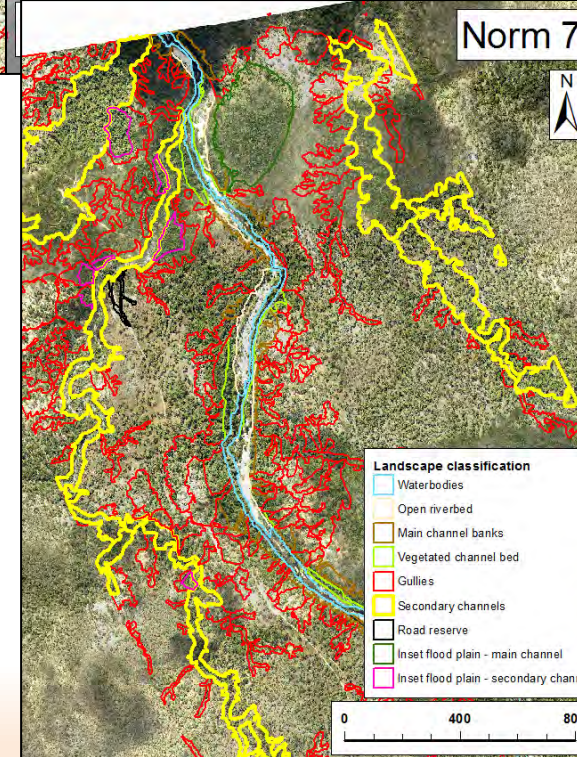 Norm 7
N
Landscape classification
Waterbodies
Open riverbed
Main channel banks
Vegetated channel bed
Gullies
Secondary channels
Road reserve
Inset flood plain - main channel
Inset flood plain - secondary chann
0 400 80